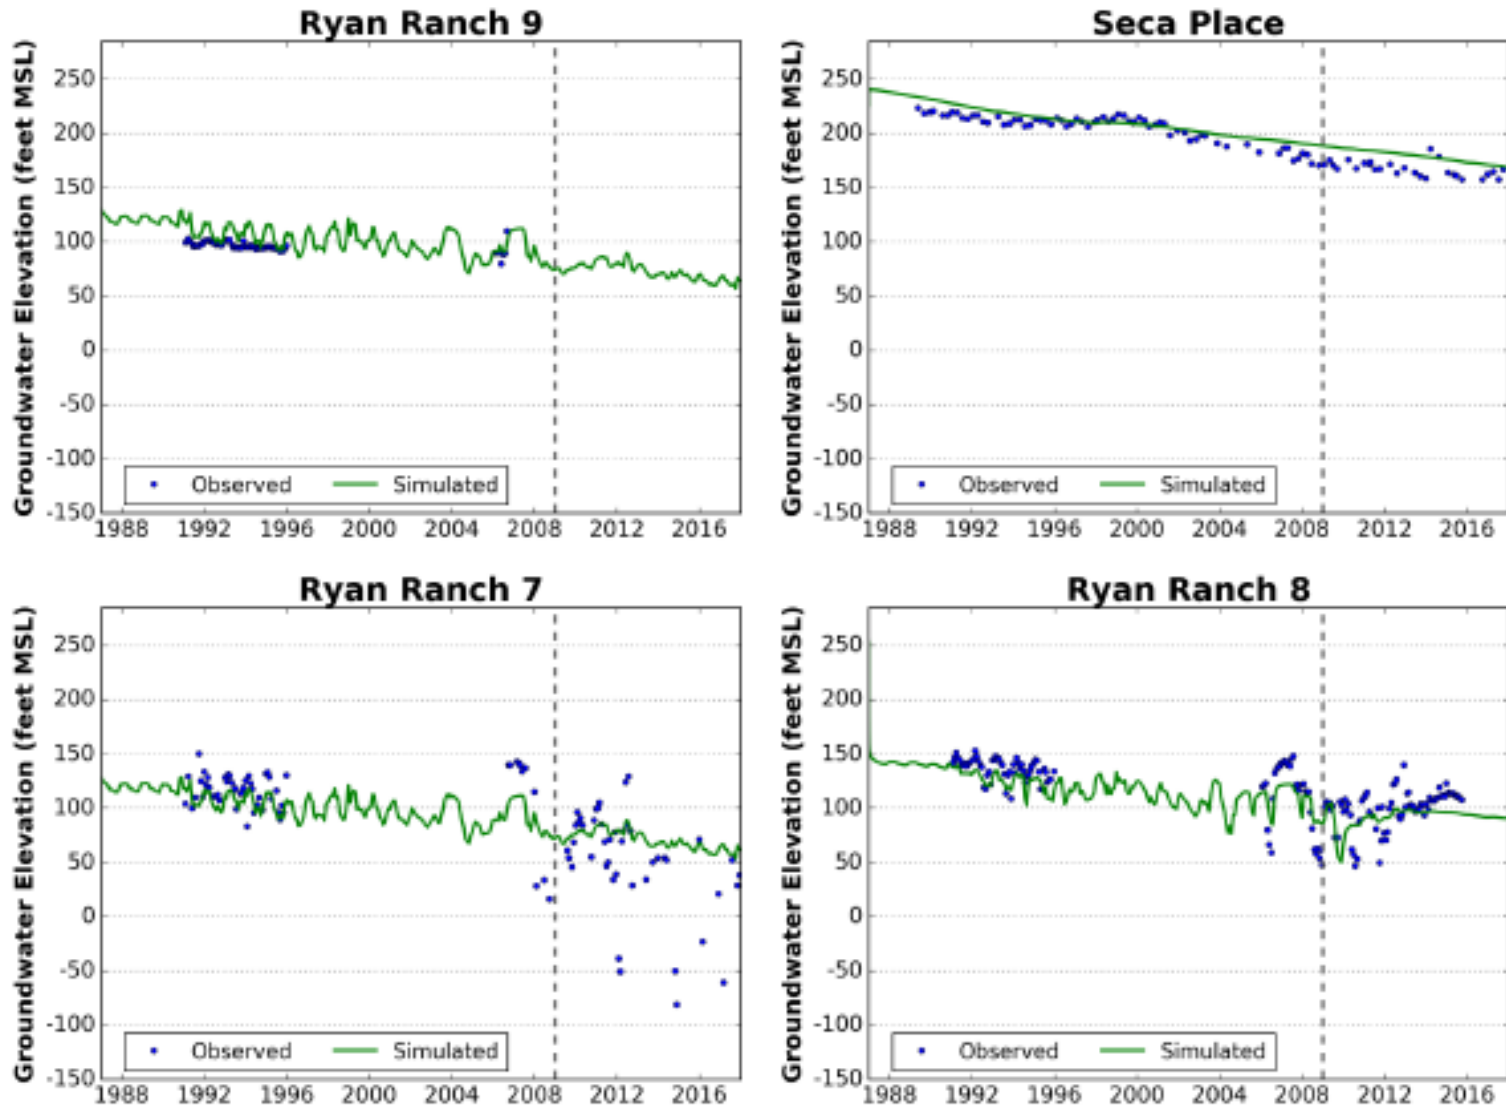 Ryan Ranch 9
Groundwater Elevation (feet MSL)
250
200
150
100
50
0
-50
-100
-150
Observed Simulated
1988 1992 1996 2000 2004 2008 2012 2016
Seca Place
Groundwater Elevation (feet MSL)
250
200
150
100
50
0
-50
-100
-150
Observed Simulated
1988 1992 1996 2000 2004 2008 2012 2016
Ryan Ranch 7
Groundwater Elevation (feet MSL)
250
200
150
100
50
0
-50
-100
-150
Observed Simulated
1988 1992 1996 2000 2004 2008 2012 2016
Ryan Ranch 8
Groundwater Elevation (feet MSL)
250
200
150
100
50
0
-50
-100
-150
Observed Simulated
1988 1992 1996 2000 2004 2008 2012 2016